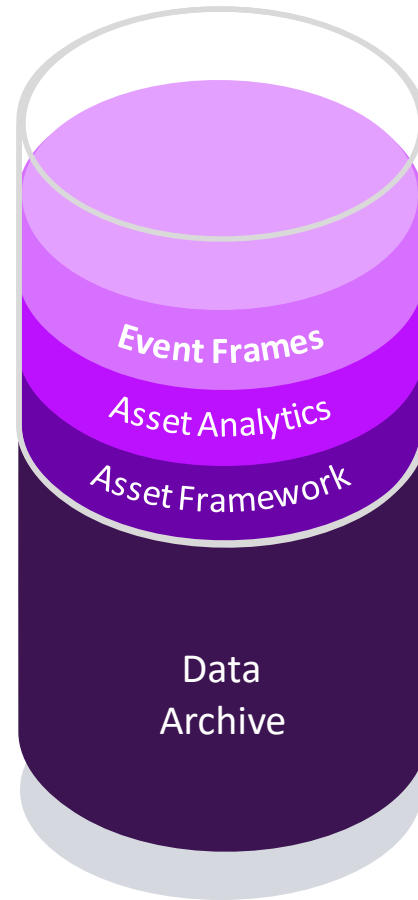 Event Frames
Asset Analytics
Asset Framework
Data
Archive